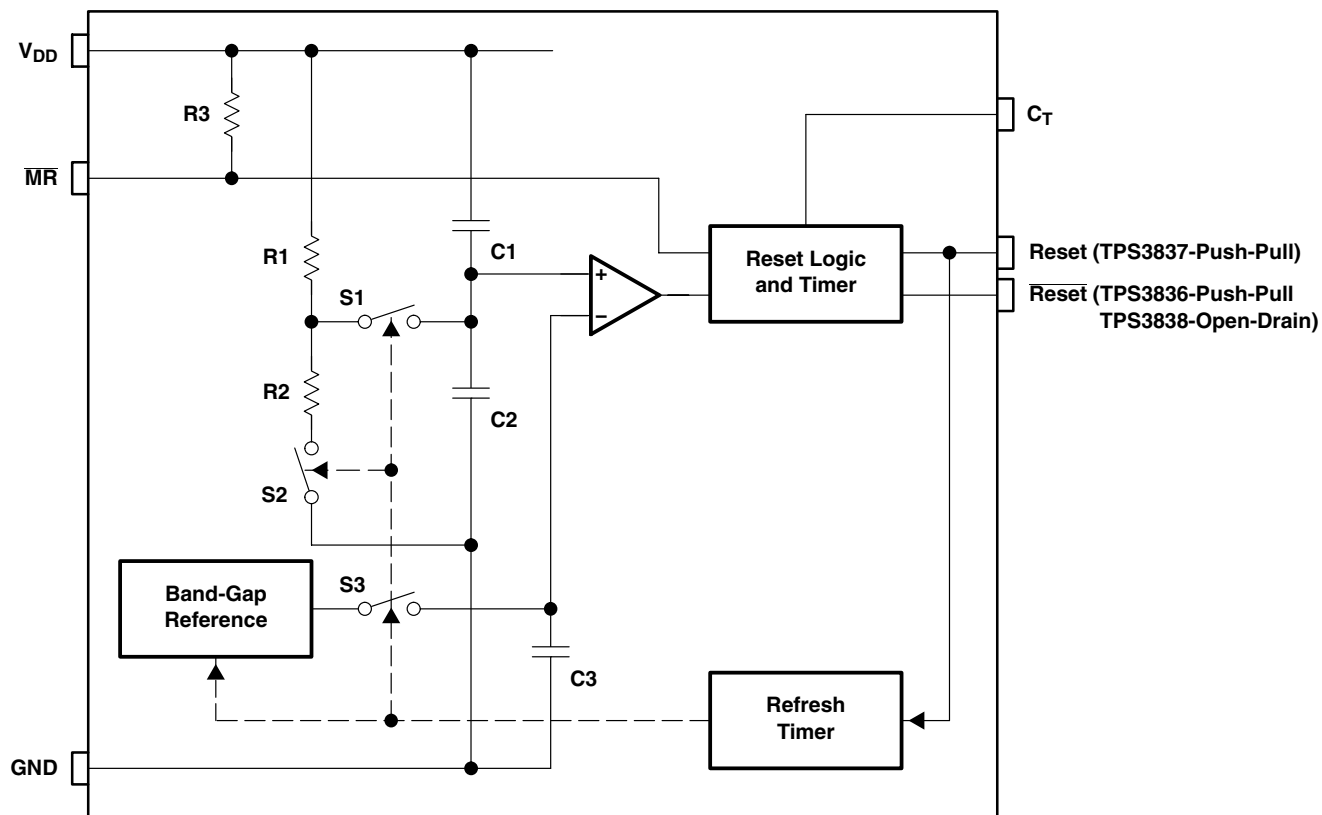 VDD
CT
R3
MR
R1
C1
Reset Logic
and Timer
Reset (TPS3837-Push-Pull)
S1
+
−
Reset (TPS3836-Push-Pull
TPS3838-Open-Drain)
R2
C2
S2
Band-Gap
Reference
S3
C3
Refresh
Timer
GND